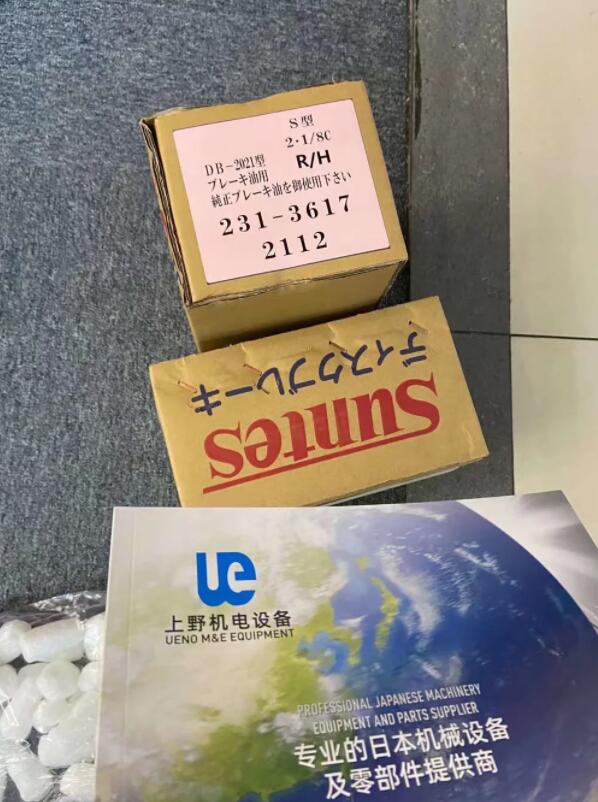 S型
2・1/8C
DB-2021型 R/H
ブレーキ油用
純正ブレーキ油を御使用下さい
231-3617
2112
ディスクブレーキ
Suntes
ue
上野机电设备
UENO M&E EQUIPMENT
PROFESSIONAL JAPANESE MACHINERY
EQUIPMENT AND PARTS SUPPLIER
专业的日本机械设备
及零部件提供商